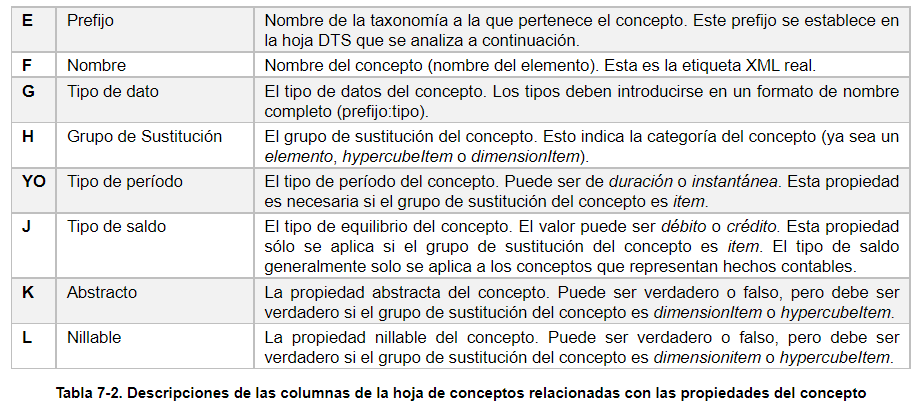 E Prefijo Nombre de la taxonomía a la que pertenece el concepto. Este prefijo se establece en
la hoja DTS que se analiza a continuación.
F Nombre Nombre del concepto (nombre del elemento). Esta es la etiqueta XML real.
G Tipo de dato El tipo de datos del concepto. Los tipos deben introducirse en un formato de nombre
completo (prefijo:tipo).
H Grupo de Sustitución El grupo de sustitución del concepto. Esto indica la categoría del concepto (ya sea un
elemento, hypercubeItem o dimensionItem).
YO Tipo de período El tipo de período del concepto. Puede ser de duración o instantánea. Esta propiedad
es necesaria si el grupo de sustitución del concepto es item.
J Tipo de saldo El tipo de equilibrio del concepto. El valor puede ser débito o crédito. Esta propiedad
sólo se aplica si el grupo de sustitución del concepto es item. El tipo de saldo
generalmente solo se aplica a los conceptos que representan hechos contables.
K Abstracto La propiedad abstracta del concepto. Puede ser verdadero o falso, pero debe ser
verdadero si el grupo de sustitución del concepto es dimensionItem o hypercubeItem.
L Nillable La propiedad nillable del concepto. Puede ser verdadero o falso, pero debe ser
verdadero si el grupo de sustitución del concepto es dimensionitem o hypercubeItem.
Tabla 7-2. Descripciones de las columnas de la hoja de conceptos relacionadas con las propiedades del concepto